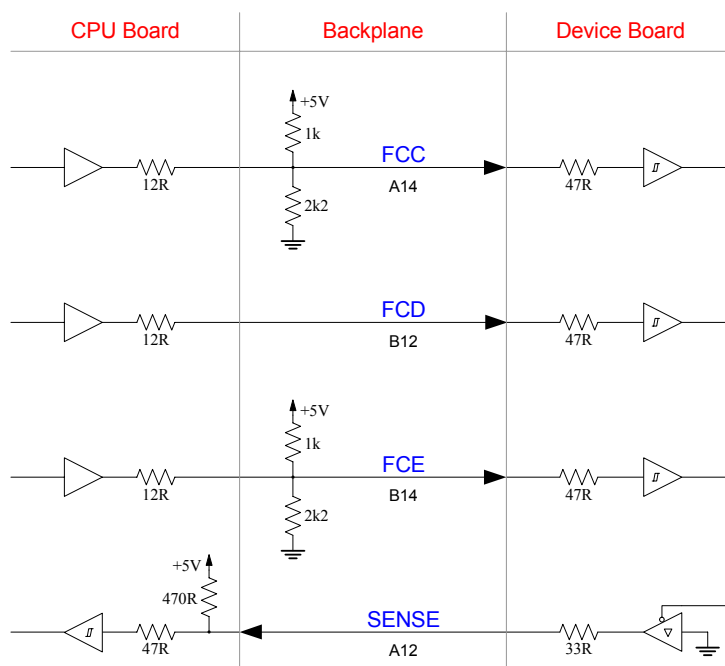 CPU Board Backplane Device Board
+5V
1k
FCC
12R A14 47R
2k2
FCD
12R B12 47R
+5V
1k
FCE
12R B14 47R
2k2
+5V
470R
SENSE
47R A12 33R